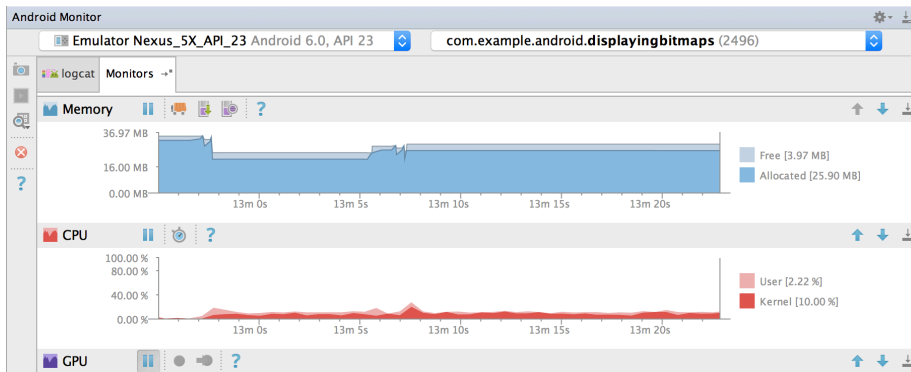 Android Monitor
Emulator Nexus_5X_API_23 Android 6.0, API 23
com.example.android.displayingbitmaps (2496)
logcat
Monitors
Memory
?
36.97 MB
16.00 MB
0.00 MB
13m 0s
13m 5s
13m 10s
13m 15s
13m 20s
Free [3.97 MB]
Allocated [25.90 MB]
?
CPU
?
100.00 %
80.00 %
40.00 %
0.00 %
13m 0s
13m 5s
13m 10s
13m 15s
13m 20s
User [2.22 %]
Kernel [10.00 %]
GPU
?